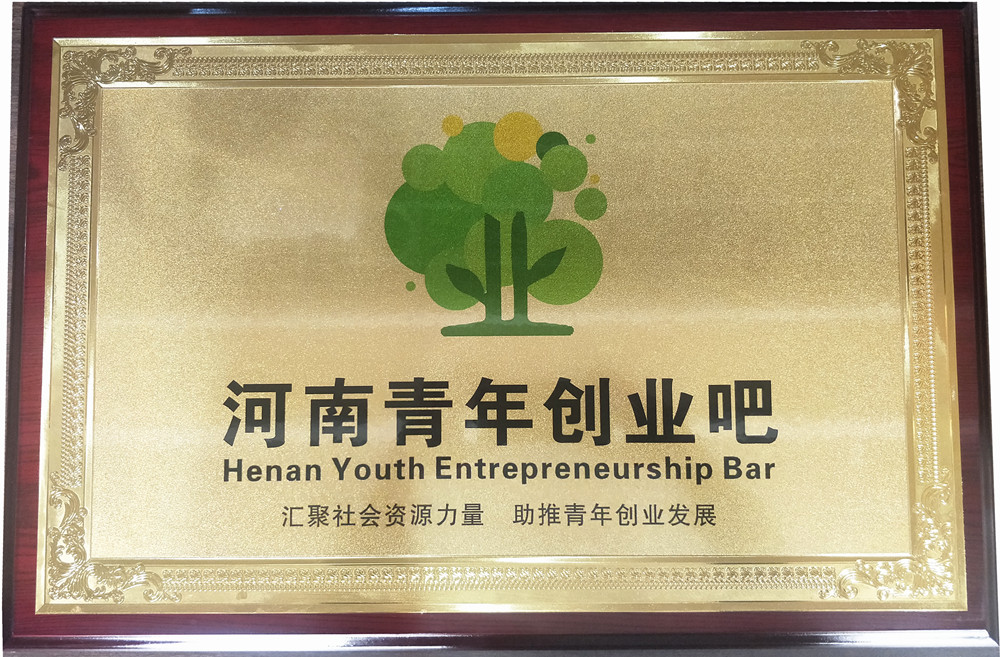 河南青年创业吧
Henan Youth Entrepreneurship Bar
汇聚社会资源力量 助推青年创业发展